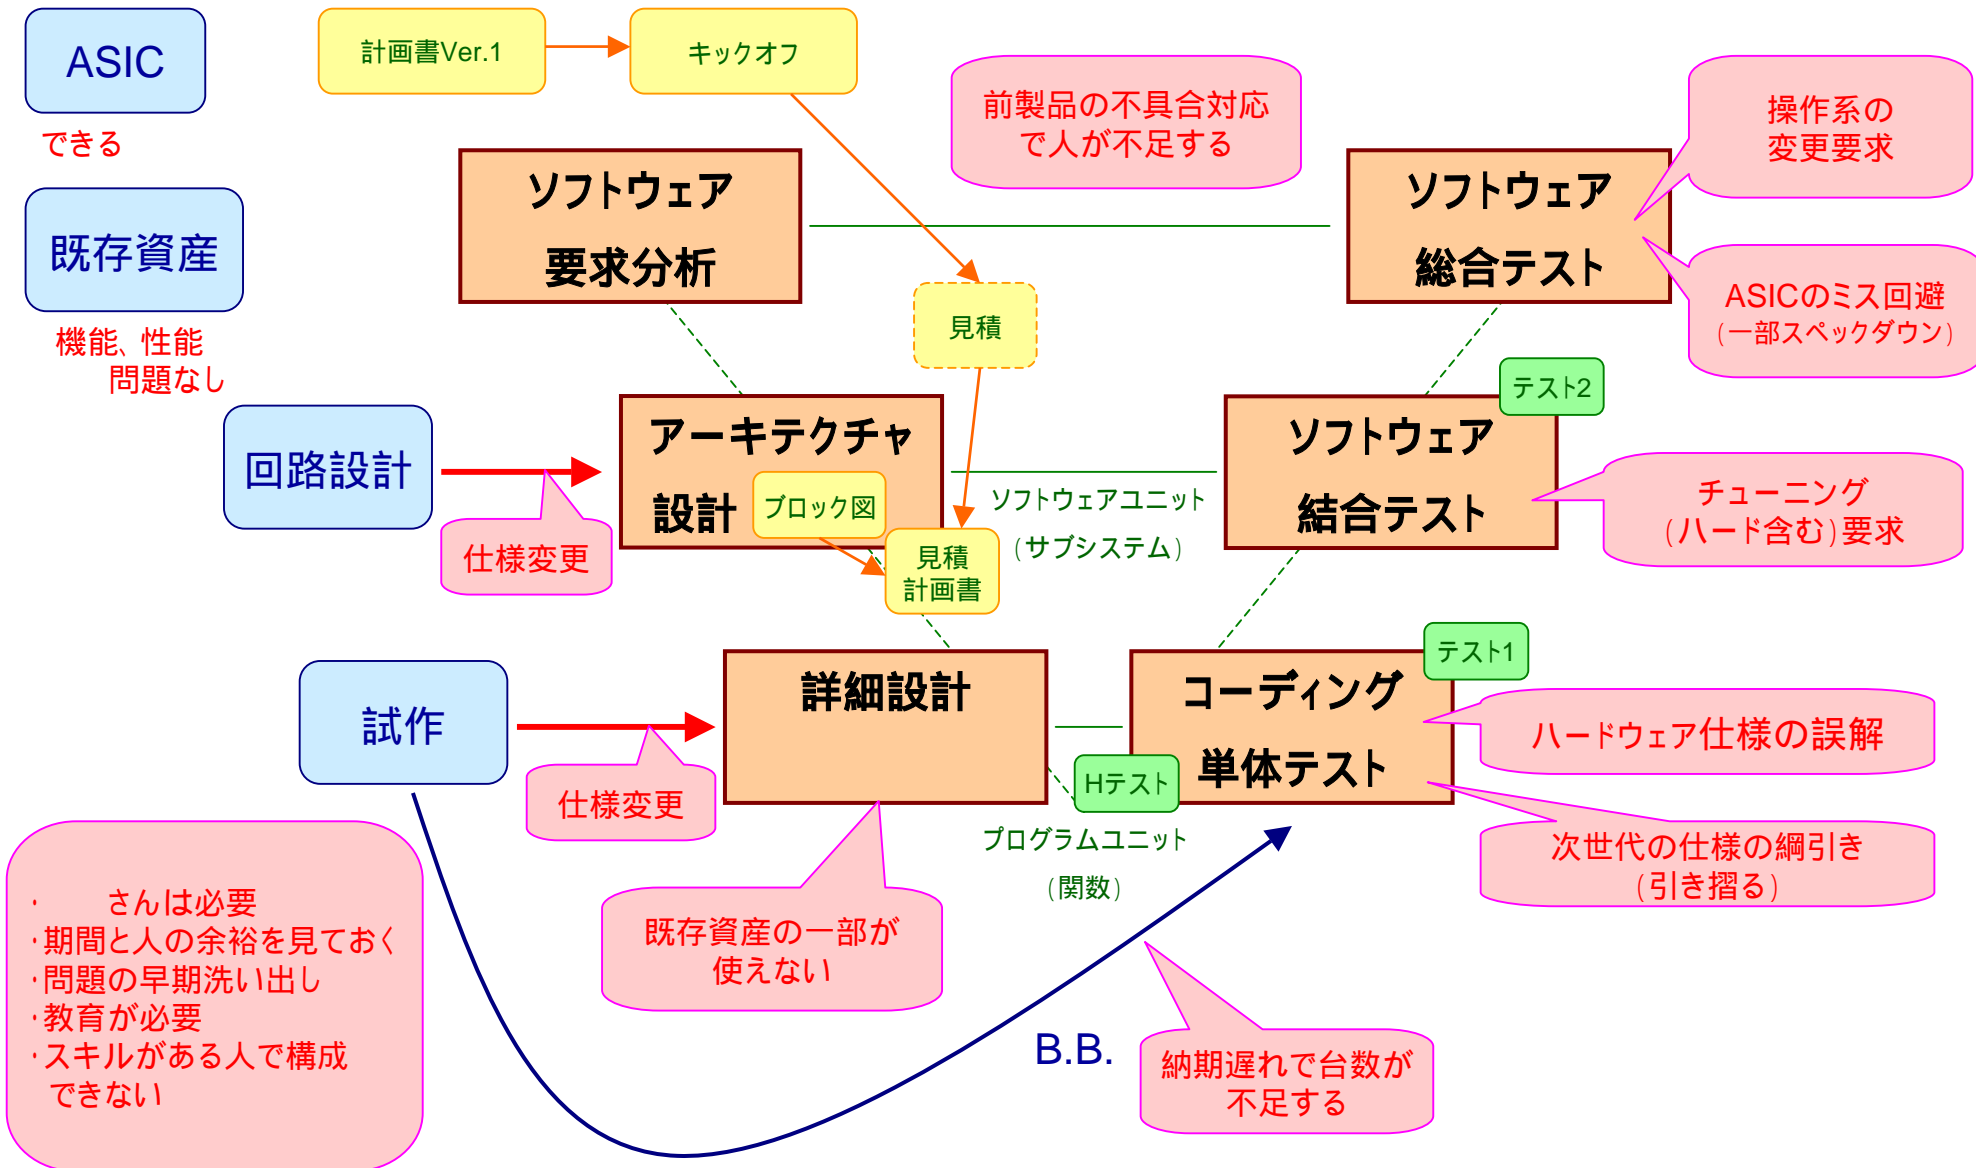 ASIC
できる
既存資産
機能、性能
問題なし
計画書Ver.1
キックオフ
前製品の不具合対応
で人が不足する
操作系の
変更要求
ソフトウェア
要求分析
ソフトウェア
総合テスト
見積
ASICのミス回避
(一部スペックダウン)
回路設計
仕様変更
アーキテクチャ
設計
ブロック図
見積
計画書
ソフトウェアユニット
(サブシステム)
ソフトウェア
結合テスト
テスト2
チューニング
(ハード含む)要求
試作
仕様変更
詳細設計
コーディング
単体テスト
テスト1
Hテスト
プログラムユニット
(関数)
ハードウェア仕様の誤解
次世代の仕様の綱引き
(引き摺る)
・　　さんは必要
・期間と人の余裕を見ておく
・問題の早期洗い出し
・教育が必要
・スキルがある人で構成
できない
既存資産の一部が
使えない
B.B.
納期遅れで台数が
不足する